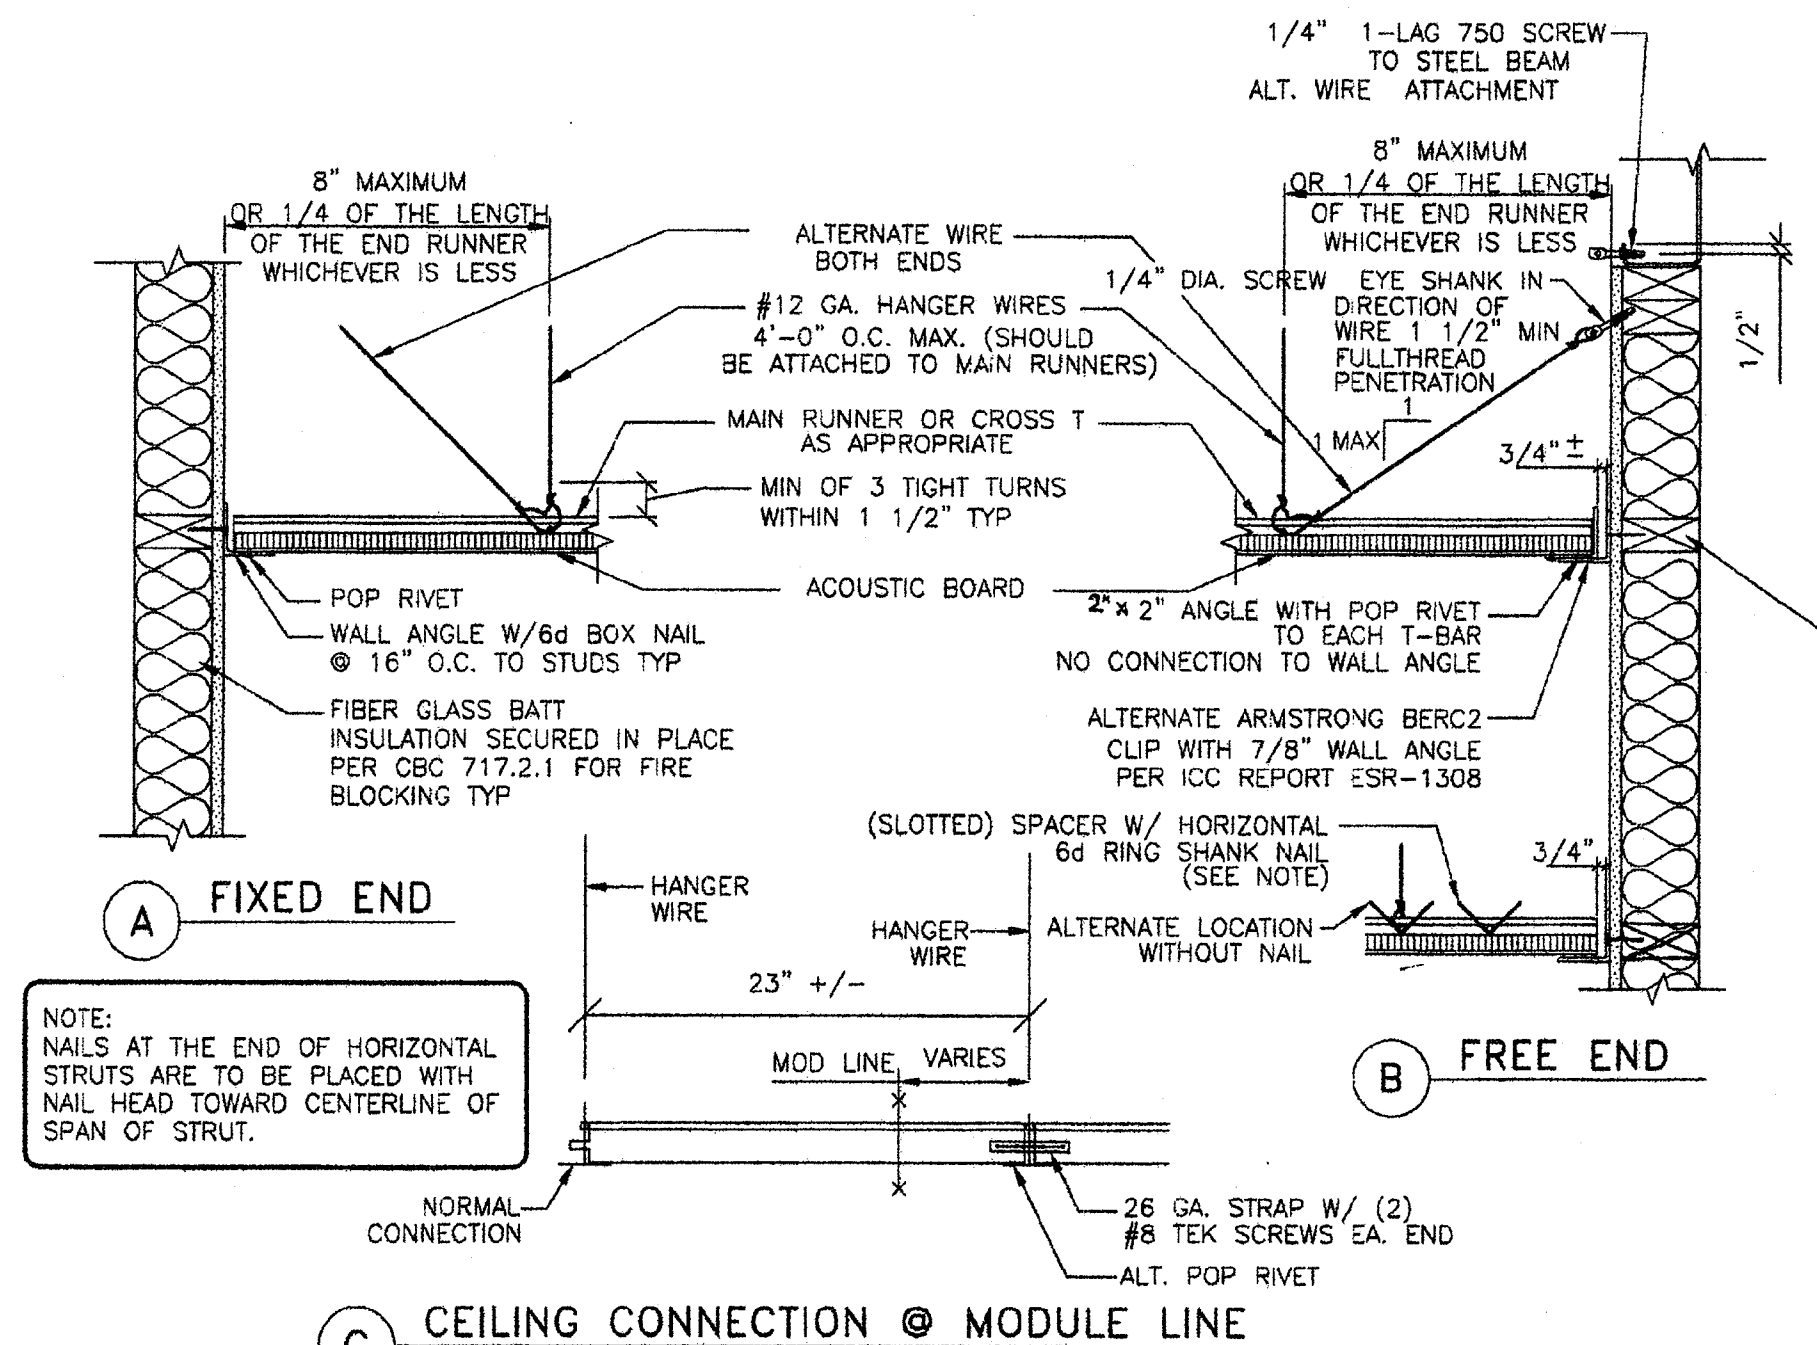 1/4" 1-LAG 750 SCREW
TO STEEL BEAM
ALT. WIRE ATTACHMENT
8" MAXIMUM
OR 1/4 OF THE LENGTH
OF THE END RUNNER
WHICHEVER IS LESS
ALTERNATE WIRE
BOTH ENDS
#12 GA. HANGER WIRES
4'-0" O.C. MAX. (SHOULD
BE ATTACHED TO MAIN RUNNERS)
MAIN RUNNER OR CROSS T
AS APPROPRIATE
MIN OF 3 TIGHT TURNS
WITHIN 1 1/2" TYP
ACOUSTIC BOARD
8" MAXIMUM
OR 1/4 OF THE LENGTH
OF THE END RUNNER
WHICHEVER IS LESS
1/4" DIA. SCREW EYE SHANK IN
DIRECTION OF
WIRE 1 1/2" MIN
FULLTHREAD
PENETRATION
1
1 MAX
3/4" ±
1/2"
POP RIVET
WALL ANGLE W/6d BOX NAIL
@ 16" O.C. TO STUDS TYP
FIBER GLASS BATT
INSULATION SECURED IN PLACE
PER CBC 717.2.1 FOR FIRE
BLOCKING TYP
2" x 2" ANGLE WITH POP RIVET
TO EACH T-BAR
NO CONNECTION TO WALL ANGLE
ALTERNATE ARMSTRONG BERC2
CLIP WITH 7/8" WALL ANGLE
PER ICC REPORT ESR-1308
(SLOTTED) SPACER W/ HORIZONTAL
6d RING SHANK NAIL
(SEE NOTE)
3/4"
ALTERNATE LOCATION
WITHOUT NAIL
A FIXED END
HANGER
WIRE
HANGER
WIRE
23" +/-
MOD LINE
VARIES
NOTE:
NAILS AT THE END OF HORIZONTAL
STRUTS ARE TO BE PLACED WITH
NAIL HEAD TOWARD CENTERLINE OF
SPAN OF STRUT.
B FREE END
NORMAL
CONNECTION
26 GA. STRAP W/ (2)
#8 TEK SCREWS EA. END
ALT. POP RIVET
C CEILING CONNECTION @ MODULE LINE